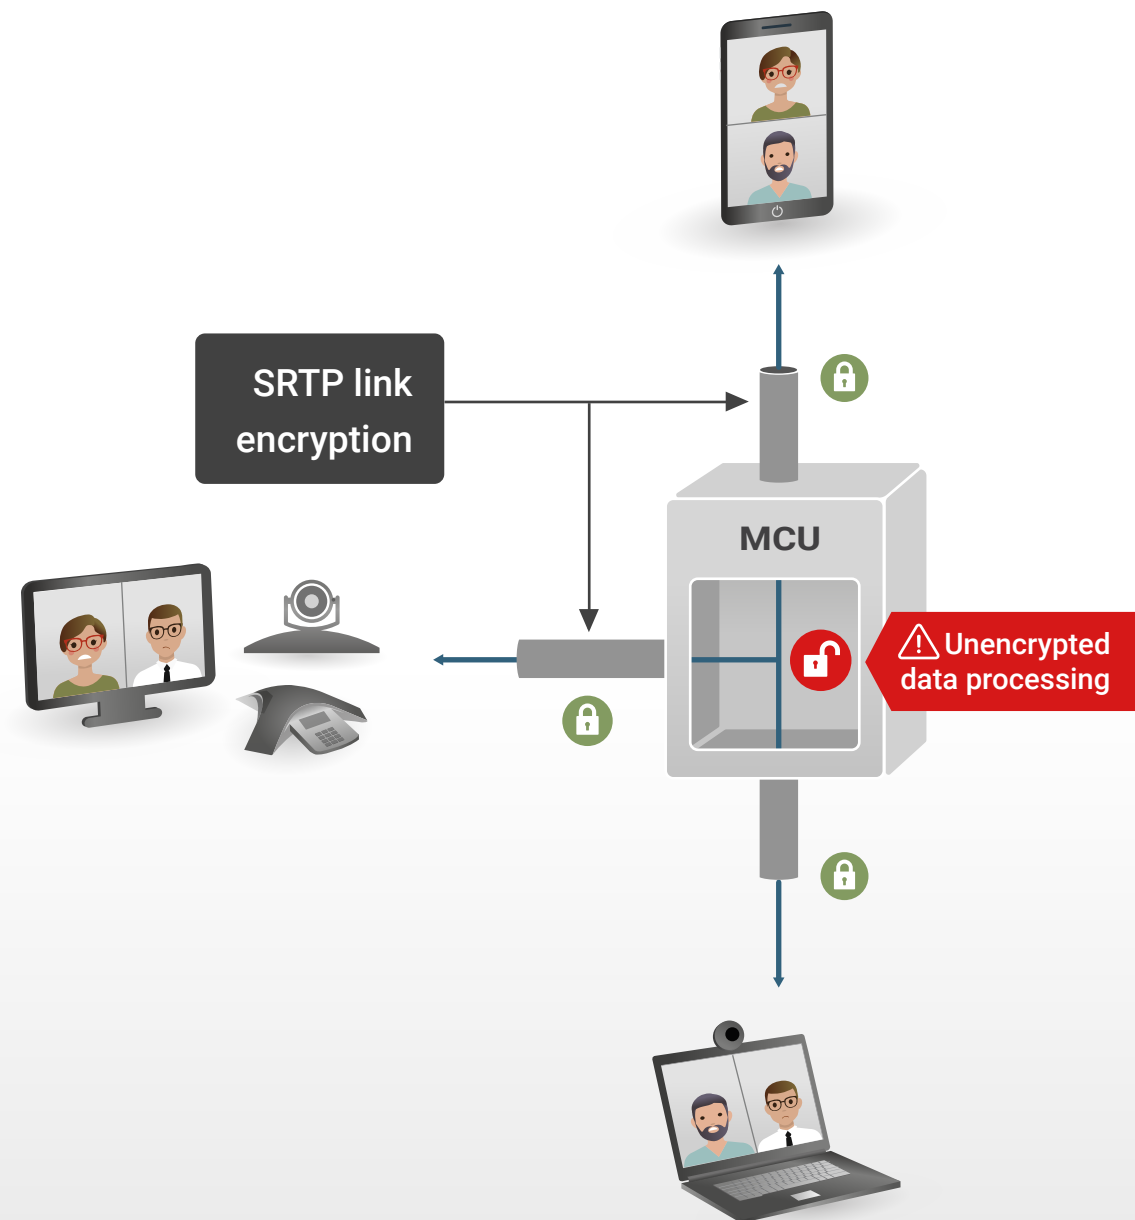 SRTP link
encryption
MCU
Unencrypted
data processing